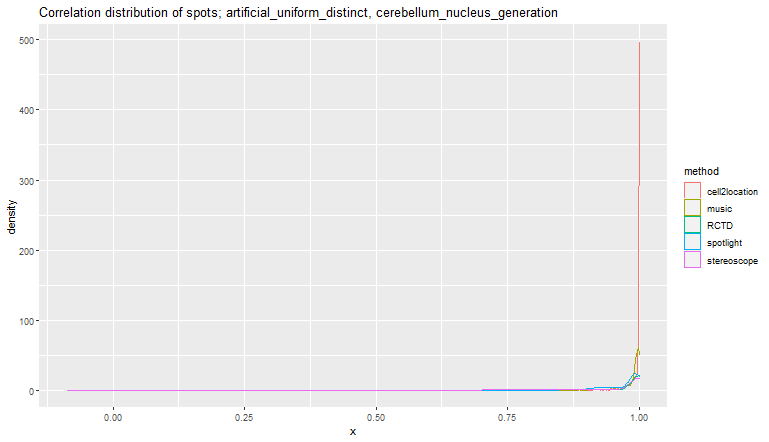 Correlation distribution of spots; artificial_uniform_distinct, cerebellum_nucleus_generation
500
400
300
200
100
0
density
0.00
0.25
0.50
0.75
1.00
x
method
cell2location
music
RCTD
spotlight
stereoscope